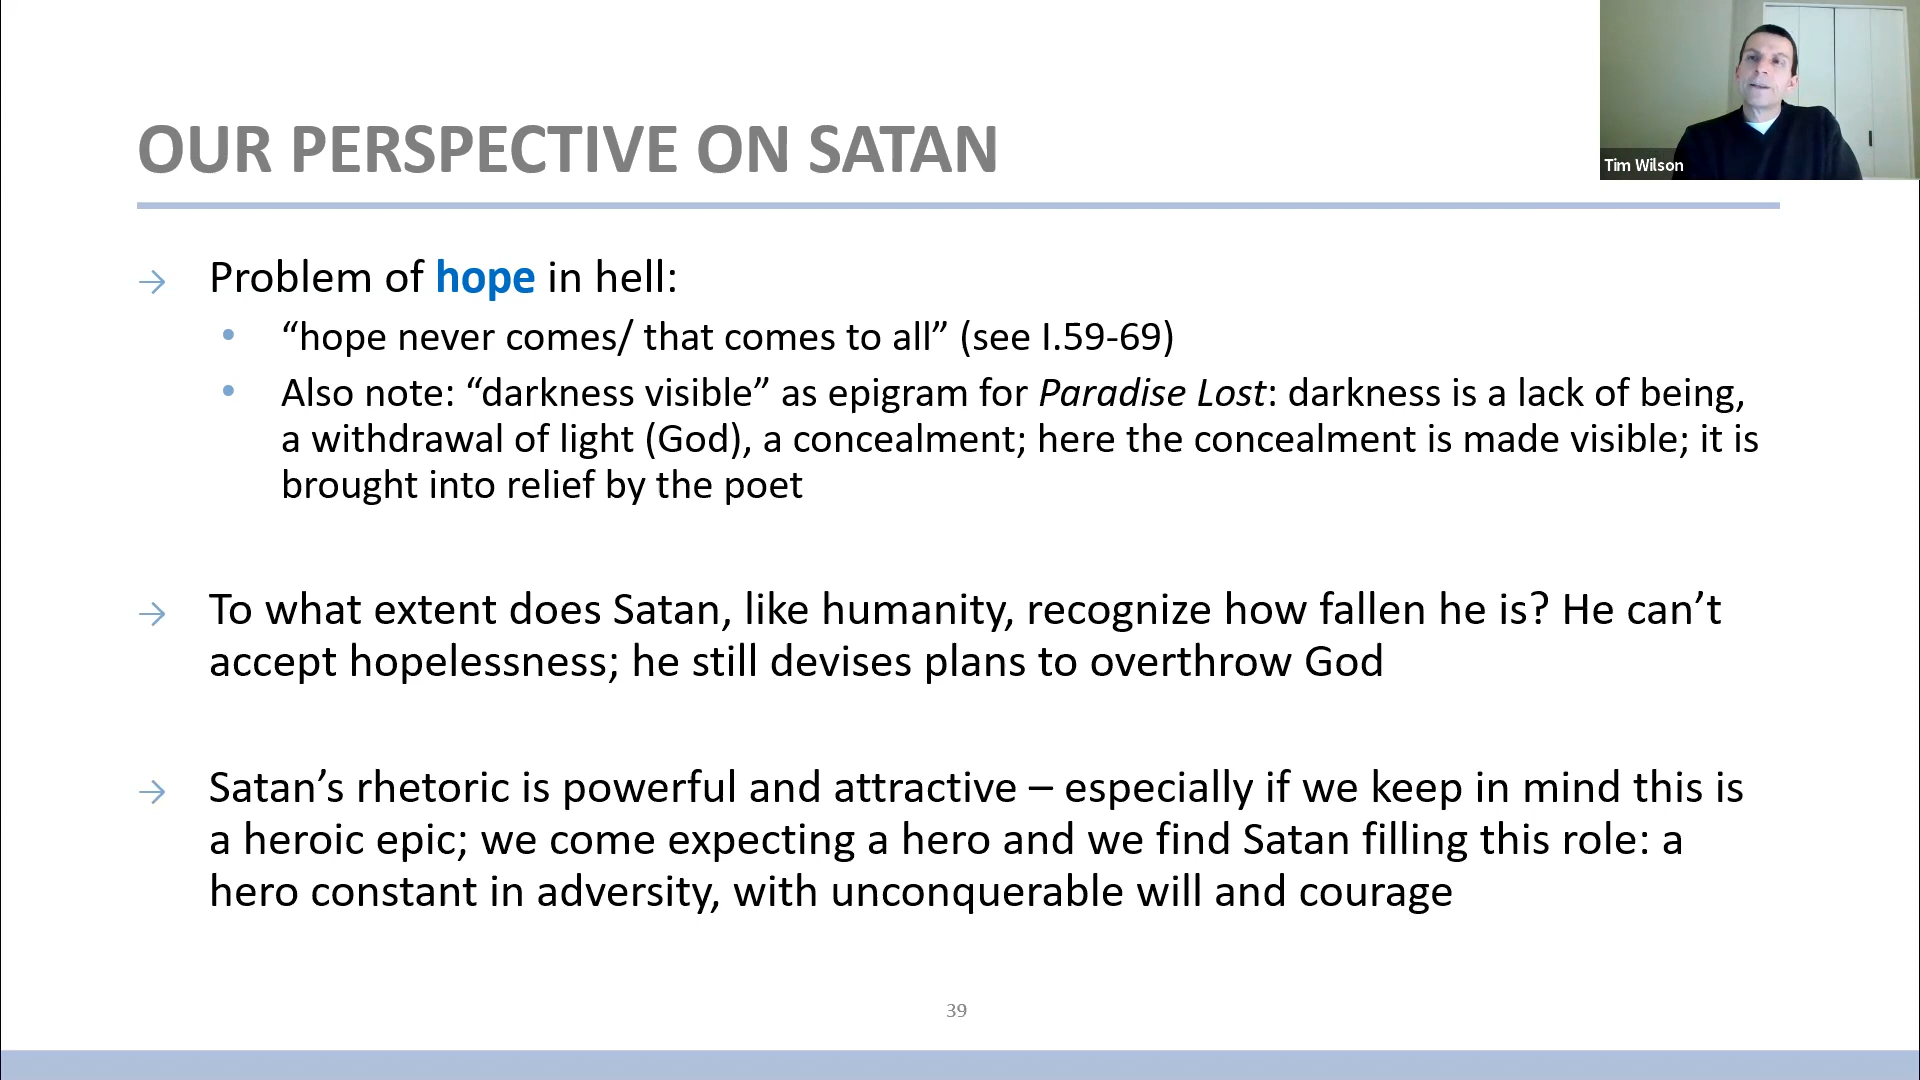 OUR PERSPECTIVE ON SATAN
Tim Wilson
→ Problem of hope in hell:
• “hope never comes/ that comes to all” (see I.59-69)
• Also note: “darkness visible” as epigram for Paradise Lost: darkness is a lack of being,
a withdrawal of light (God), a concealment; here the concealment is made visible; it is
brought into relief by the poet
→ To what extent does Satan, like humanity, recognize how fallen he is? He can’t
accept hopelessness; he still devises plans to overthrow God
→ Satan’s rhetoric is powerful and attractive – especially if we keep in mind this is
a heroic epic; we come expecting a hero and we find Satan filling this role: a
hero constant in adversity, with unconquerable will and courage
39